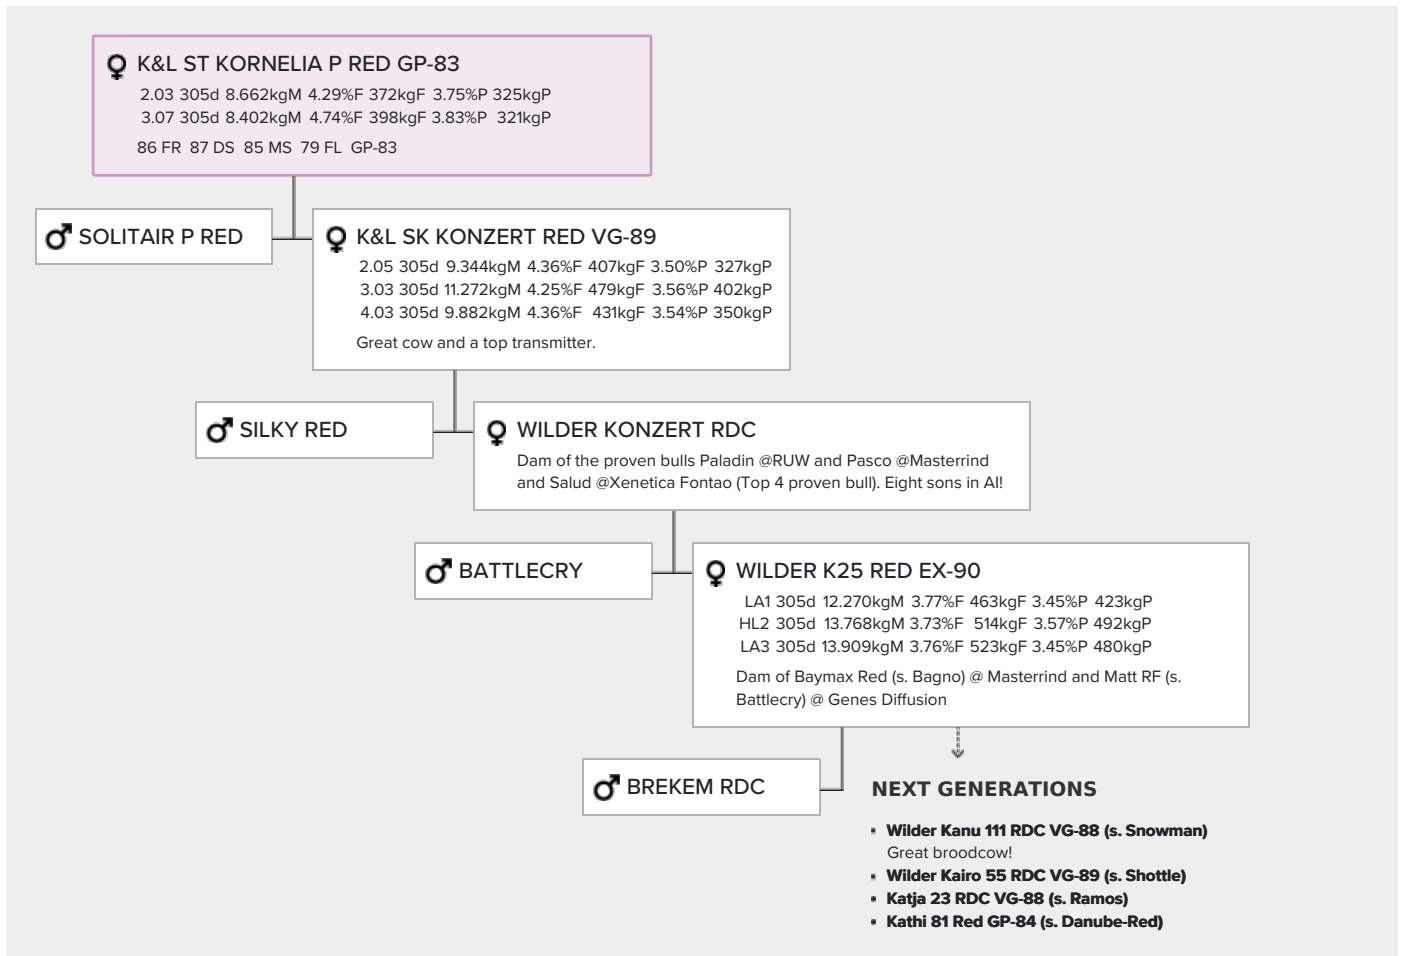 K&L ST KORNELIA P RED GP-83
2.03 305d 8.662kgM 4.29%F 372kgF 3.75%P 325kgP
3.07 305d 8.402kgM 4.74%F 398kgF 3.83%P 321kgP
86 FR 87 DS 85 MS 79 FL GP-83
SOLITAIR P RED
K&L SK KONZERT RED VG-89
2.05 305d 9.344kgM 4.36%F 407kgF 3.50%P 327kgP
3.03 305d 11.272kgM 4.25%F 479kgF 3.56%P 402kgP
4.03 305d 9.882kgM 4.36%F 431kgF 3.54%P 350kgP
Great cow and a top transmitter.
SILKY RED
WILDER KONZERT RDC
Dam of the proven bulls Paladin @RUW and Pasco @Masterrind
and Salud @Xenetica Fontao (Top 4 proven bull). Eight sons in AI!
BATTLECRY
WILDER K25 RED EX-90
LA1 305d 12.270kgM 3.77%F 463kgF 3.45%P 423kgP
HL2 305d 13.768kgM 3.73%F 514kgF 3.57%P 492kgP
LA3 305d 13.909kgM 3.76%F 523kgF 3.45%P 480kgP
Dam of Baymax Red (s. Bagno) @ Masterrind and Matt RF (s.
Battlecry) @ Genes Diffusion
BREKEM RDC
NEXT GENERATIONS
Wilder Kanu 111 RDC VG-88 (s. Snowman)
Great broodcow!
Wilder Kairo 55 RDC VG-89 (s. Shottle)
Katja 23 RDC VG-88 (s. Ramos)
Kathi 81 Red GP-84 (s. Danube-Red)